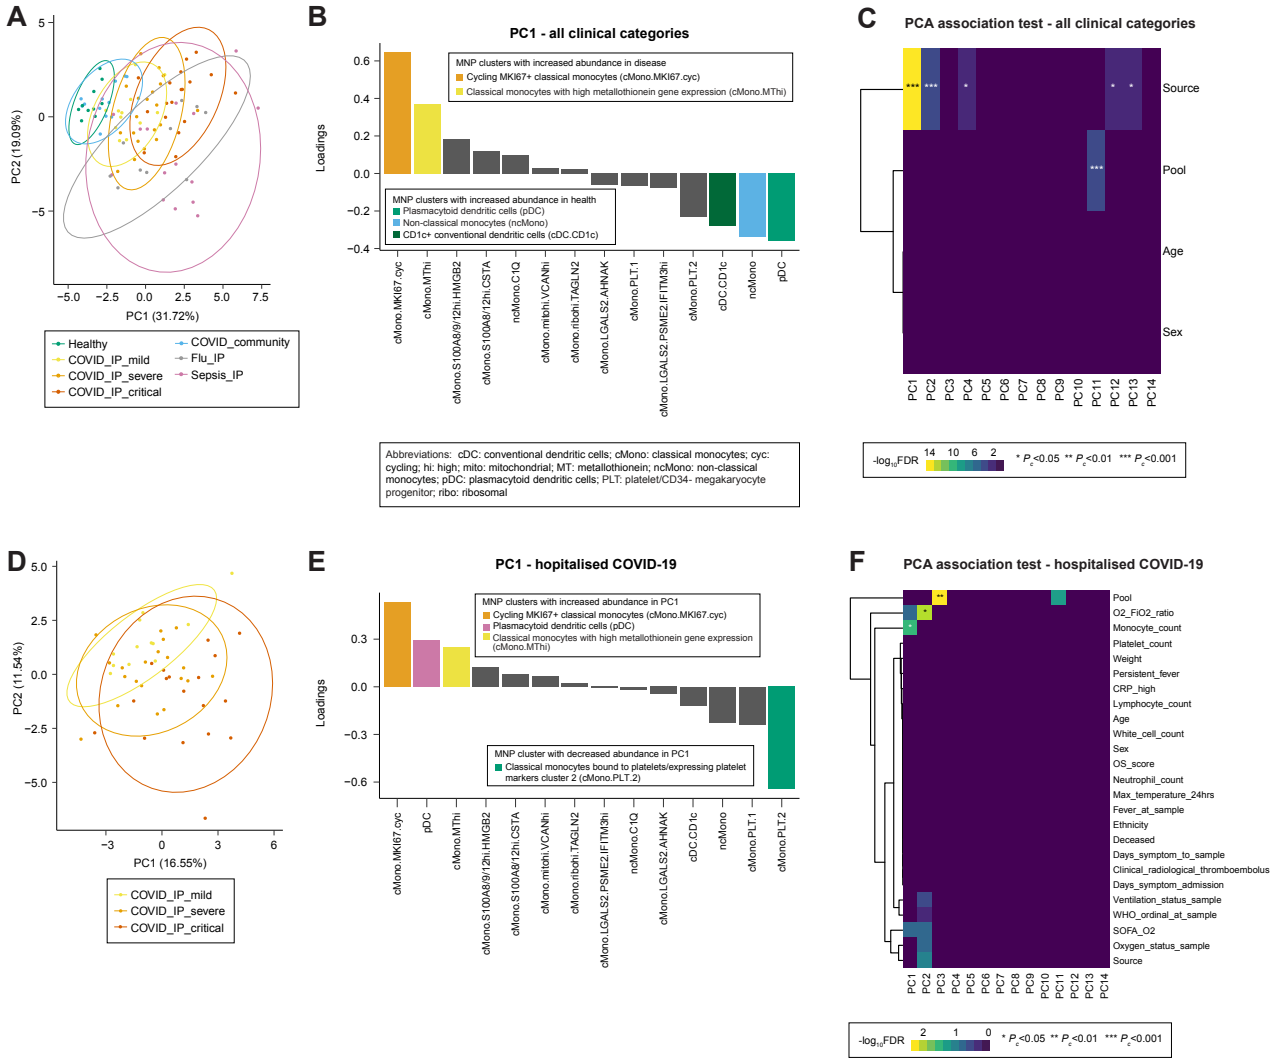 A
5
0
−5
−5.0
−2.5
0.0
2.5
5.0
7.5
PC2 (19.09%)
PC1 (31.72%)
Healthy
COVID_IP_mild
COVID_IP_severe
COVID_IP_critical
COVID_community
Flu_IP
Sepsis_IP
B
PC1 - all clinical categories
0.6
0.4
0.2
0.0
−0.2
−0.4
Loadings
MNP clusters with increased abundance in disease
Cycling MKI67+ classical monocytes (cMono.MKI67.cyc)
Classical monocytes with high metallothionein gene expression (cMono.MThi)
MNP clusters with increased abundance in health
Plasmacytoid dendritic cells (pDC)
Non-classical monocytes (ncMono)
CD1c+ conventional dendritic cells (cDC.CD1c)
cMono.MKI67.cyc
cMono.MThi
cMono.S100A8/9/12hi.HMGB2
cMono.S100A8/12hi.CSTA
ncMono.C1Q
cMono.mitohi.VCANhi
cMono.ribohi.TAGLN2
cMono.LGALS2.AHNAK
cMono.PLT.1
cMono.LGALS2.PSME2.IFITM3hi
cMono.PLT.2
cDC.CD1c
ncMono
pDC
Abbreviations: cDC: conventional dendritic cells; cMono: classical monocytes; cyc:
cycling; hi: high; mito: mitochondrial; MT: metallothionein; ncMono: non-classical
monocytes; pDC: plasmacytoid dendritic cells; PLT: platelet/CD34- megakaryocyte
progenitor; ribo: ribosomal
C
PCA association test - all clinical categories
***
***
*
*
*
***
Source
Pool
Age
Sex
PC1
PC2
PC3
PC4
PC5
PC6
PC7
PC8
PC9
PC10
PC11
PC12
PC13
PC14
-log10FDR
14 10 6 2
* Pc<0.05 ** Pc<0.01 *** Pc<0.001
D
5.0
2.5
0.0
−2.5
−5.0
−3
0
3
6
PC2 (11.54%)
PC1 (16.55%)
COVID_IP_mild
COVID_IP_severe
COVID_IP_critical
E
PC1 - hopitalised COVID-19
0.3
0.0
−0.3
−0.6
Loadings
MNP clusters with increased abundance in PC1
Cycling MKI67+ classical monocytes (cMono.MKI67.cyc)
Plasmacytoid dendritic cells (pDC)
Classical monocytes with high metallothionein gene expression
(cMono.MThi)
MNP cluster with decreased abundance in PC1
Classical monocytes bound to platelets/expressing platelet
markers cluster 2 (cMono.PLT.2)
cMono.MKI67.cyc
pDC
cMono.MThi
cMono.S100A8/9/12hi.HMGB2
cMono.S100A8/12hi.CSTA
cMono.mitohi.VCANhi
cMono.ribohi.TAGLN2
cMono.LGALS2.PSME2.IFITM3hi
ncMono.C1Q
cMono.LGALS2.AHNAK
cDC.CD1c
ncMono
cMono.PLT.1
cMono.PLT.2
F
PCA association test - hospitalised COVID-19
**
*
*
Pool
O2_FiO2_ratio
Monocyte_count
Platelet_count
Weight
Persistent_fever
CRP_high
Lymphocyte_count
Age
White_cell_count
Sex
OS_score
Neutrophil_count
Max_temperature_24hrs
Fever_at_sample
Ethnicity
Deceased
Days_symptom_to_sample
Clinical_radiological_thromboembolus
Days_symptom_admission
Ventilation_status_sample
WHO_ordinal_at_sample
SOFA_O2
Oxygen_status_sample
Source
PC1
PC2
PC3
PC4
PC5
PC6
PC7
PC8
PC9
PC10
PC11
PC12
PC13
PC14
-log10FDR
2 1 0
* Pc<0.05 ** Pc<0.01 *** Pc<0.001